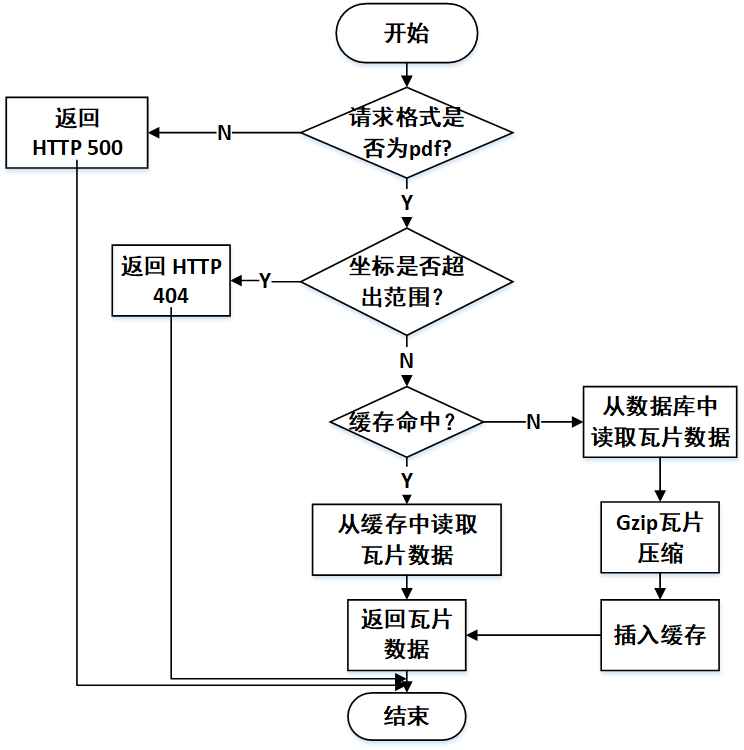 开始
请求格式是
否为pdf?
N
返回
HTTP 500
Y
坐标是否超
出范围？
Y
返回 HTTP
404
N
缓存命中？
N
从数据库中
读取瓦片数据
Y
从缓存中读取
瓦片数据
Gzip瓦片
压缩
返回瓦片
数据
插入缓存
结束